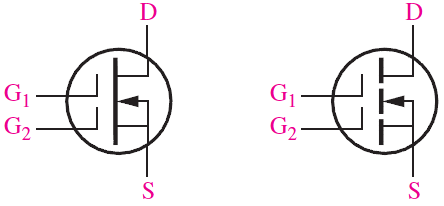 D D
G₁ G₁
G₂ G₂
S S